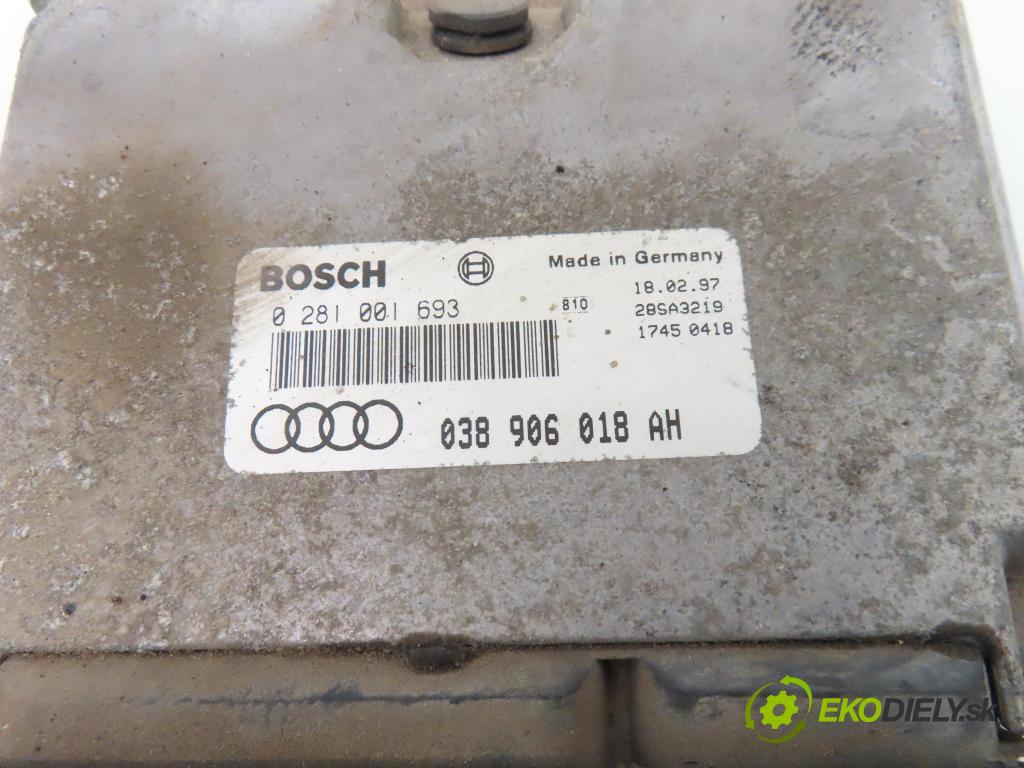 BOSCH
Made in Germany
0 281 001 693
810
18.02.97
28SA3219
1745 0418
038 906 018 AH
EKODIELY.sk